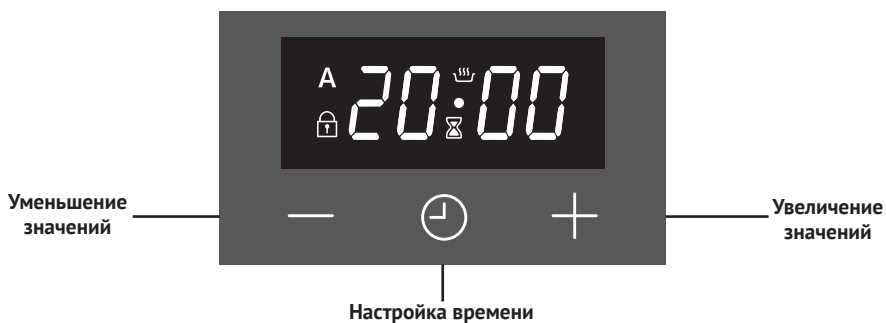 A
20:00
Уменьшение
значений
Увеличение
значений
Настройка времени